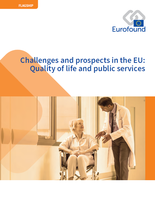 FLAGSHIP
Eurofound
Challenges and prospects in the EU:
Quality of life and public services